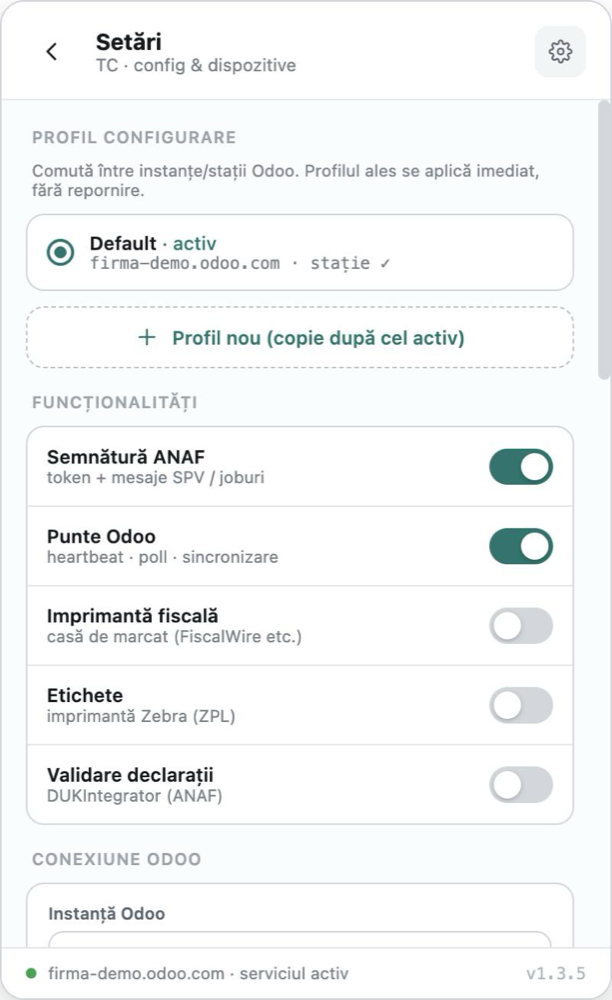 Setări
TC · config & dispozitive
PROFIL CONFIGURARE
Comută între instanțe/stații Odoo. Profilul ales se aplică imediat,
fără repornire.
Default · activ
firma-demo.odoo.com · stație ✓
+ Profil nou (copie după cel activ)
FUNCȚIONALITĂȚI
Semnătură ANAF
token + mesaje SPV / joburi
Punte Odoo
heartbeat · poll · sincronizare
Imprimantă fiscală
casă de marcat (FiscalWire etc.)
Etichete
imprimantă Zebra (ZPL)
Validare declarații
DUKIntegrator (ANAF)
CONEXIUNE ODOO
Instanță Odoo
firma-demo.odoo.com · serviciul activ
v1.3.5